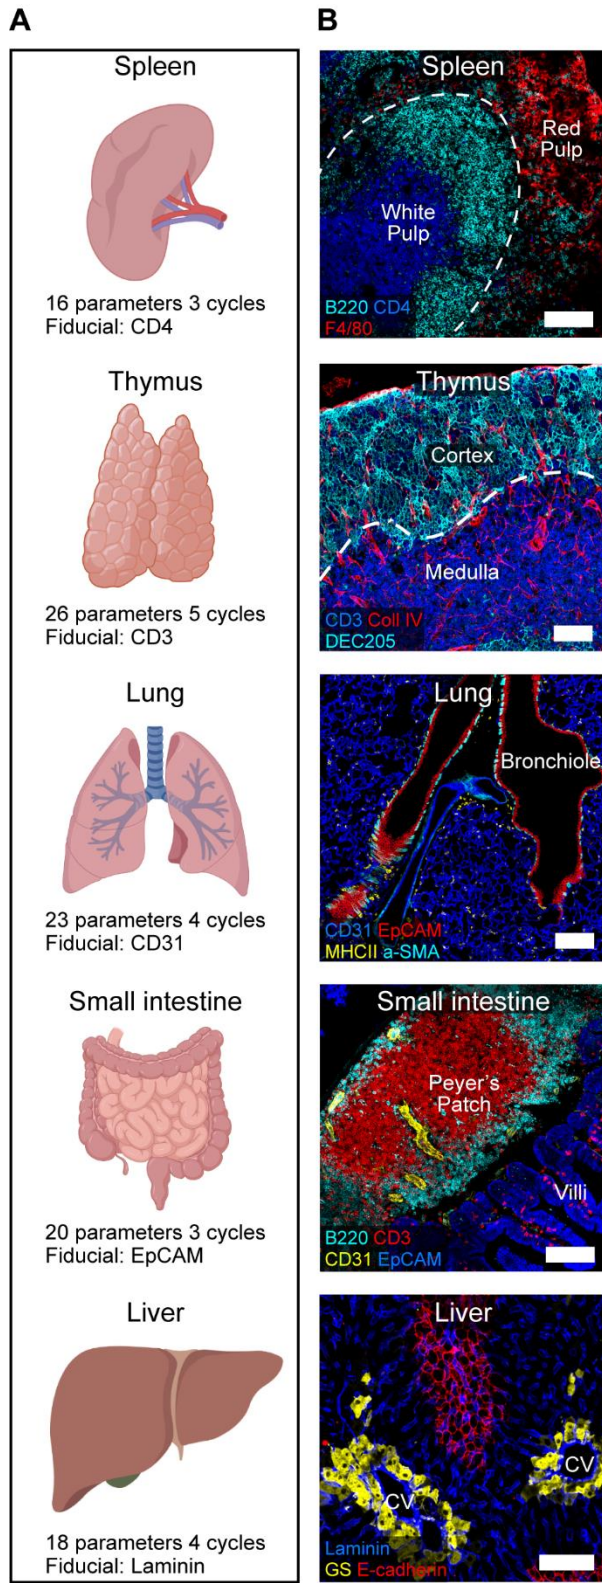 A
Spleen
16 parameters 3 cycles
Fiducial: CD4
Thymus
26 parameters 5 cycles
Fiducial: CD3
Lung
23 parameters 4 cycles
Fiducial: CD31
Small intestine
20 parameters 3 cycles
Fiducial: EpCAM
Liver
18 parameters 4 cycles
Fiducial: Laminin
B
Spleen
Red
Pulp
White
Pulp
B220 CD4
F4/80
Thymus
Cortex
Medulla
CD3 Coll IV
DEC205
Lung
Bronchiole
CD31 EpCAM
MHCII a-SMA
Small intestine
Peyer's
Patch
Villi
B220 CD3
CD31 EpCAM
Liver
CV
CV
Laminin
GS E-cadherin